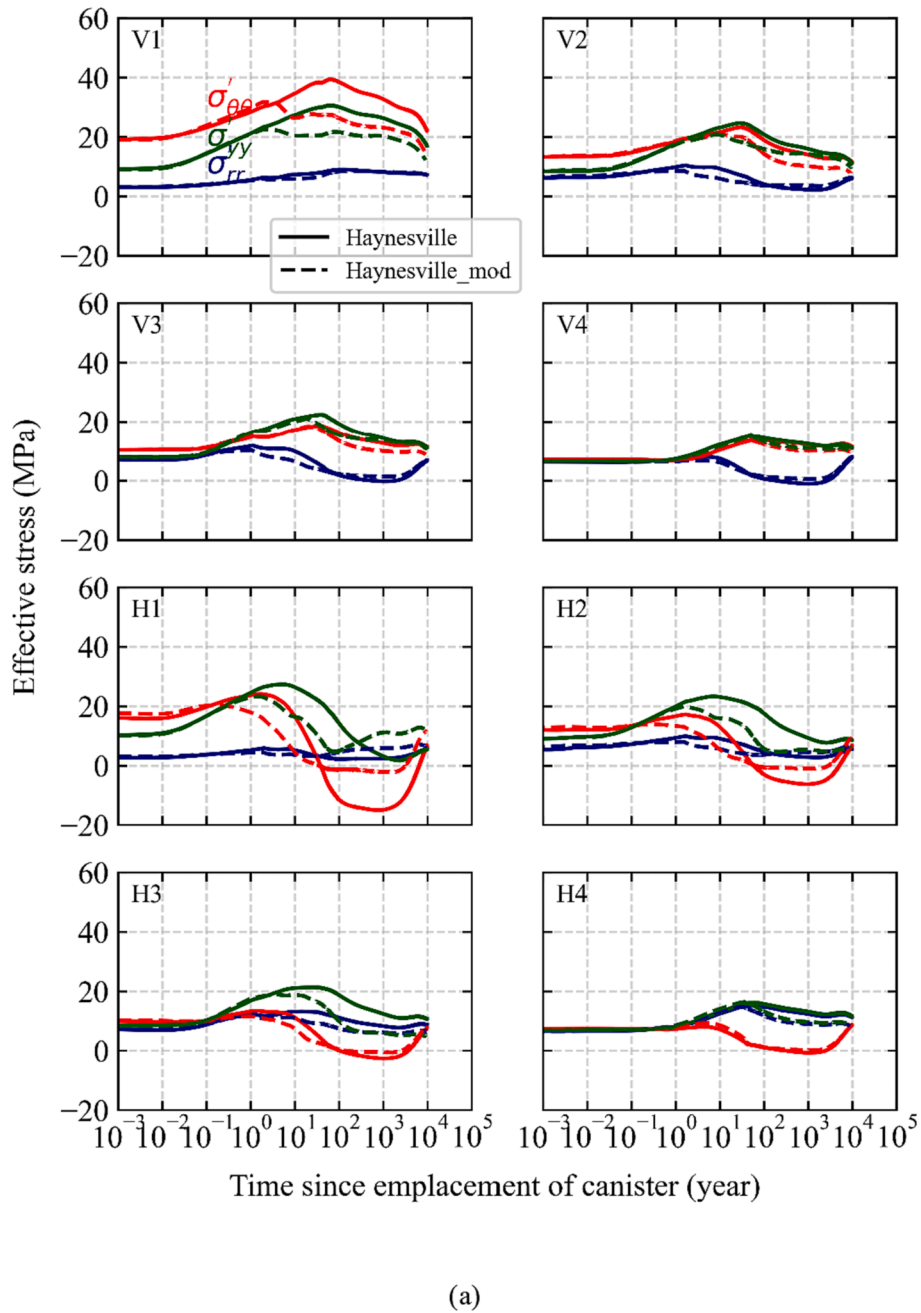 V1
V2
60
40
20
0
−20
σ′θθ
σ′yy
σ′rr
Haynesville
Haynesville_mod
V3
V4
60
40
20
0
−20
Effective stress (MPa)
H1
H2
60
40
20
0
−20
H3
H4
60
40
20
0
−20
10⁻³ 10⁻² 10⁻¹ 10⁰ 10¹ 10² 10³ 10⁴ 10⁵
10⁻³ 10⁻² 10⁻¹ 10⁰ 10¹ 10² 10³ 10⁴ 10⁵
Time since emplacement of canister (year)
(a)